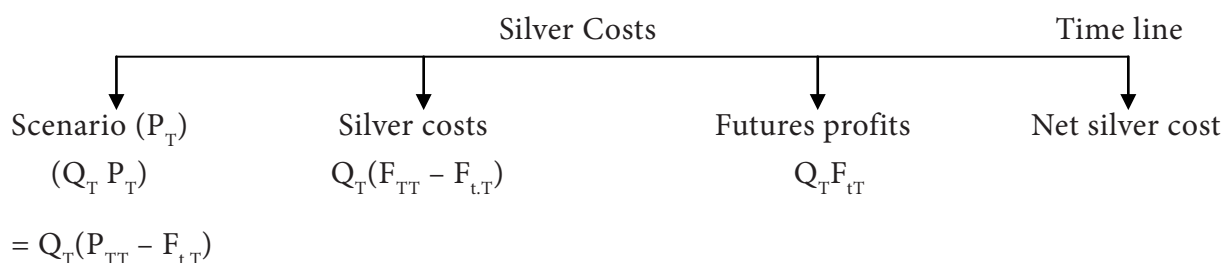 Silver Costs Time line
Scenario (P_T) Silver costs Futures profits Net silver cost
(Q_T P_T) Q_T(F_TT – F_t.T) Q_TF_tT
= Q_T(P_TT – F_t.T)